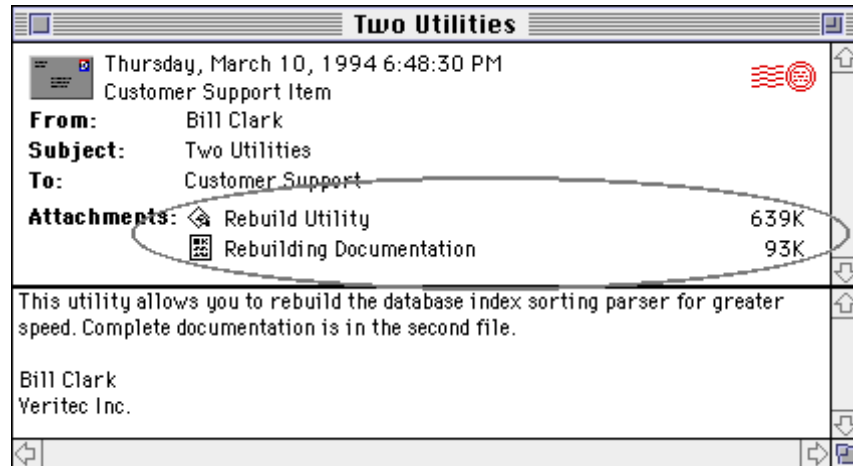 Two Utilities
Thursday, March 10, 1994 6:48:30 PM
Customer Support Item
From: Bill Clark
Subject: Two Utilities
To: Customer Support
Attachments: Rebuild Utility 639K
Rebuilding Documentation 93K
This utility allows you to rebuild the database index sorting parser for greater
speed. Complete documentation is in the second file.
Bill Clark
Veritec Inc.